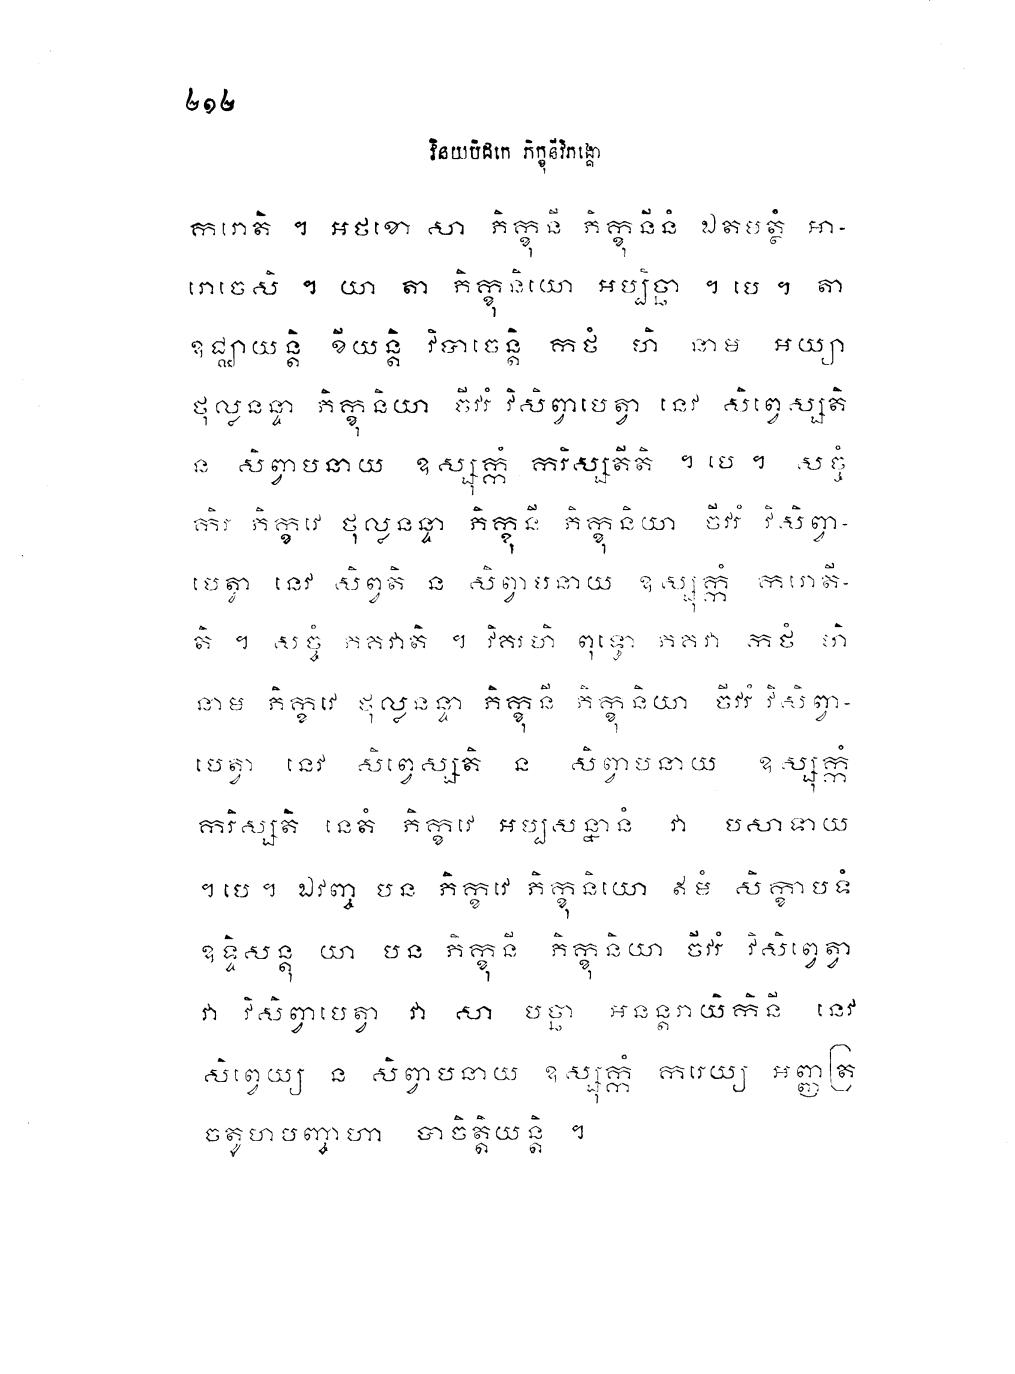 ២១២
វិនយបិដកេ ភិក្ខុនីវិភង្គោ
ករោតិ ។ អថខោ សា ភិក្ខុនី ភិក្ខុនីនំ ឯតមត្ថំ អា-
រោចេសិ ។ យា តា ភិក្ខុនិយោ អប្បិច្ឆា ។ បេ ។ តា
ឧជ្ឈាយន្តិ ខីយន្តិ វិបាចេន្តិ កថំ ហិ នាម អយ្យា
ថុល្លនន្ទា ភិក្ខុនិយា ចីវរំ វិសិព្វាបេត្វា នេវ សិព្វេស្សតិ
ន សិព្វាបនាយ ឧស្សុក្កំ ករិស្សតីតិ ។ បេ ។ សច្ចំ
កិរ ភិក្ខវេ ថុល្លនន្ទា ភិក្ខុនី ភិក្ខុនិយា ចីវរំ វិសិព្វា-
បេត្វា នេវ សិព្វតិ ន សិព្វាបនាយ ឧស្សុក្កំ ករោតី-
តិ ។ សច្ចំ ភគវាតិ ។ វិគរហិ ពុទ្ធោ ភគវា កថំ ហិ
នាម ភិក្ខវេ ថុល្លនន្ទា ភិក្ខុនី ភិក្ខុនិយា ចីវរំ វិសិព្វា-
បេត្វា នេវ សិព្វេស្សតិ ន សិព្វាបនាយ ឧស្សុក្កំ
ករិស្សតិ នេតំ ភិក្ខវេ អប្បសន្នានំ វា បសាទាយ
។ បេ ។ ឯវញ្ច បន ភិក្ខវេ ភិក្ខុនិយោ ឥមំ សិក្ខាបទំ
ឧទ្ទិសន្តុ យា បន ភិក្ខុនី ភិក្ខុនិយា ចីវរំ វិសិព្វេត្វា
វា វិសិព្វាបេត្វា វា សា បច្ឆា អនន្តរាយិកិនី នេវ
សិព្វេយ្យ ន សិព្វាបនាយ ឧស្សុក្កំ ករេយ្យ អញ្ញត្រ
ចតូហបញ្ចាហា បាចិត្តិយន្តិ ។